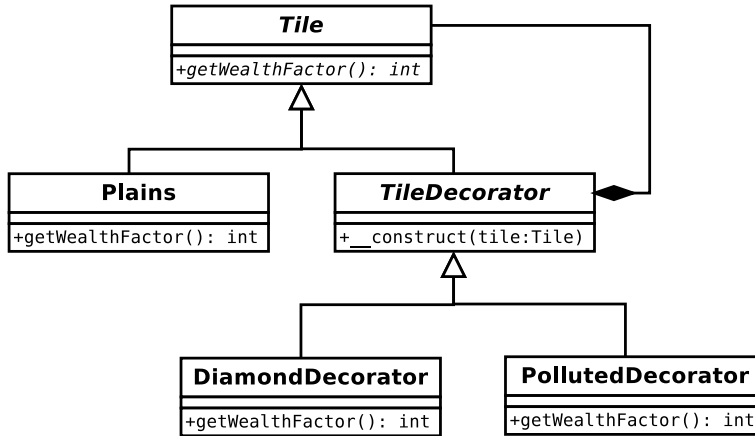 Tile
+getWealthFactor(): int
Plains
+getWealthFactor(): int
TileDecorator
+__construct(tile:Tile)
DiamondDecorator
+getWealthFactor(): int
PollutedDecorator
+getWealthFactor(): int